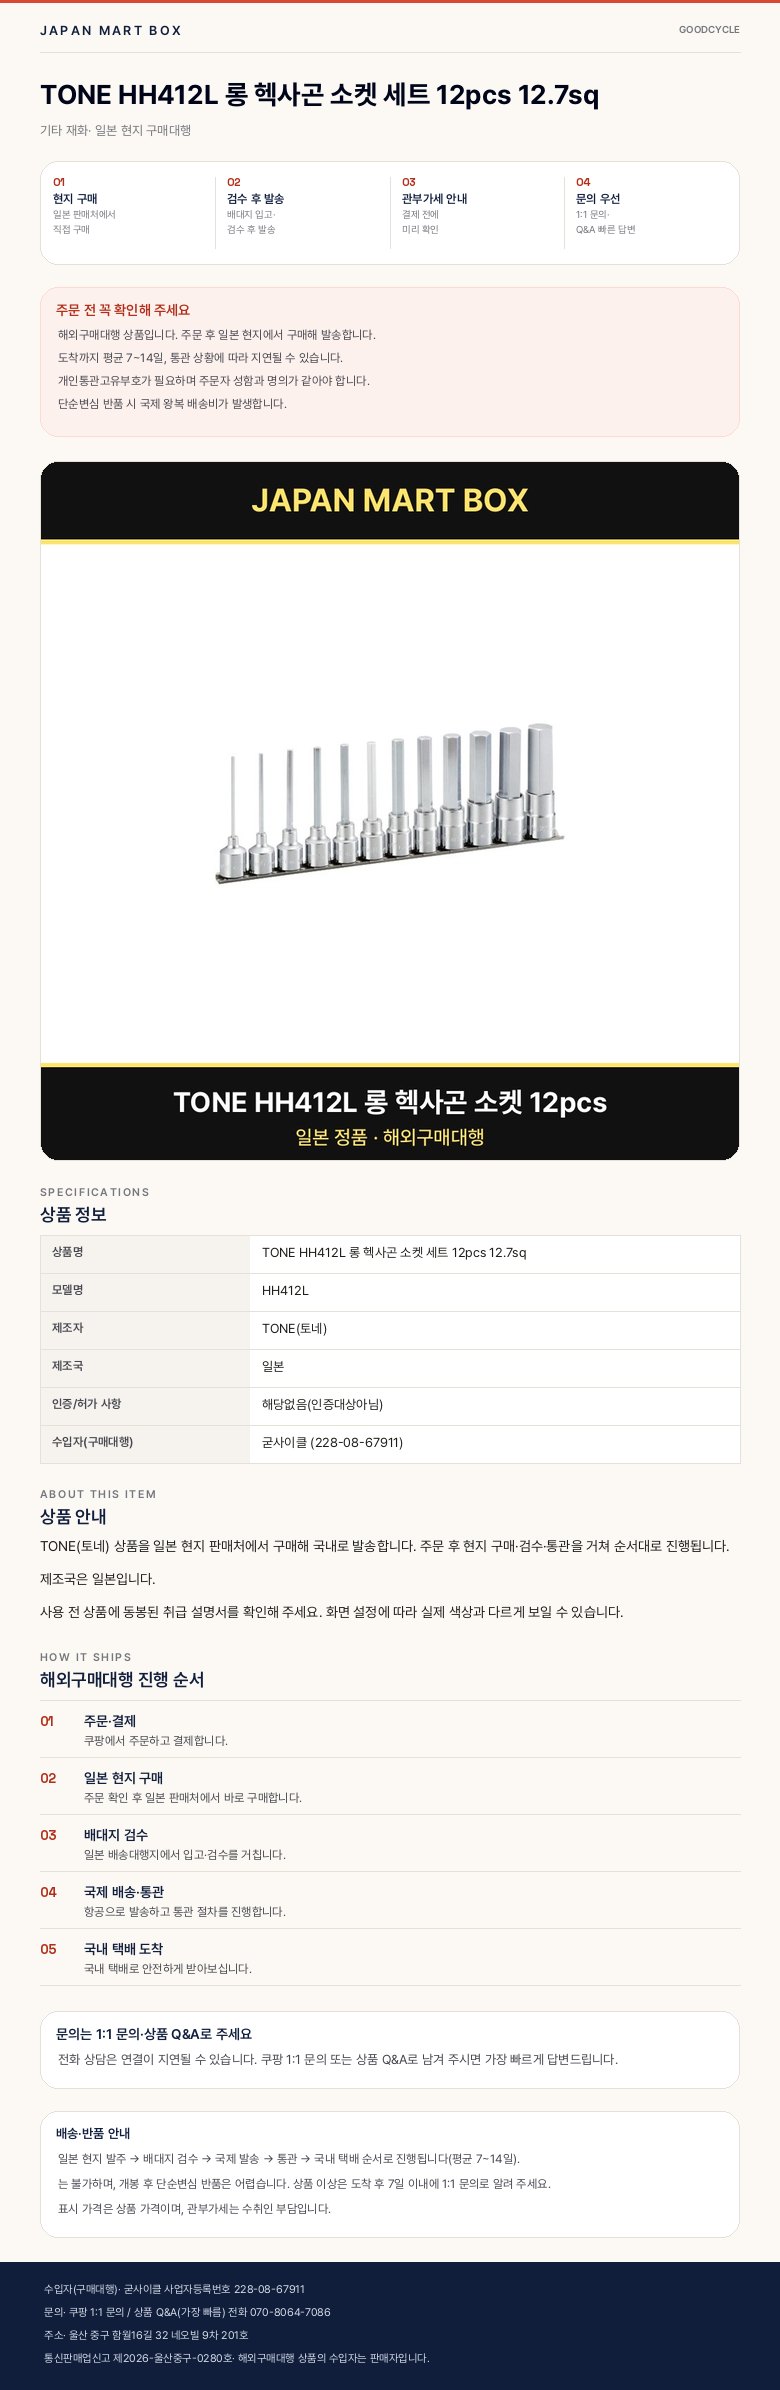 JAPAN MART BOX
GOODCYCLE
TONE HH412L 롱 헥사곤 소켓 세트 12pcs 12.7sq
기타 재화· 일본 현지 구매대행
01
현지 구매
일본 판매처에서
직접 구매
02
검수 후 발송
배대지 입고·
검수 후 발송
03
관부가세 안내
결제 전에
미리 확인
04
문의 우선
1:1 문의·
Q&A 빠른 답변
주문 전 꼭 확인해 주세요
해외구매대행 상품입니다. 주문 후 일본 현지에서 구매해 발송합니다.
도착까지 평균 7~14일, 통관 상황에 따라 지연될 수 있습니다.
개인통관고유부호가 필요하며 주문자 성함과 명의가 같아야 합니다.
단순변심 반품 시 국제 왕복 배송비가 발생합니다.
JAPAN MART BOX
TONE HH412L 롱 헥사곤 소켓 12pcs
일본 정품 · 해외구매대행
SPECIFICATIONS
상품 정보
상품명 TONE HH412L 롱 헥사곤 소켓 세트 12pcs 12.7sq
모델명 HH412L
제조자 TONE(토네)
제조국 일본
인증/허가 사항 해당없음(인증대상아님)
수입자(구매대행) 굳사이클 (228-08-67911)
ABOUT THIS ITEM
상품 안내
TONE(토네) 상품을 일본 현지 판매처에서 구매해 국내로 발송합니다. 주문 후 현지 구매·검수·통관을 거쳐 순서대로 진행됩니다.
제조국은 일본입니다.
사용 전 상품에 동봉된 취급 설명서를 확인해 주세요. 화면 설정에 따라 실제 색상과 다르게 보일 수 있습니다.
HOW IT SHIPS
해외구매대행 진행 순서
01 주문·결제
쿠팡에서 주문하고 결제합니다.
02 일본 현지 구매
주문 확인 후 일본 판매처에서 바로 구매합니다.
03 배대지 검수
일본 배송대행지에서 입고·검수를 거칩니다.
04 국제 배송·통관
항공으로 발송하고 통관 절차를 진행합니다.
05 국내 택배 도착
국내 택배로 안전하게 받아보십니다.
문의는 1:1 문의·상품 Q&A로 주세요
전화 상담은 연결이 지연될 수 있습니다. 쿠팡 1:1 문의 또는 상품 Q&A로 남겨 주시면 가장 빠르게 답변드립니다.
배송·반품 안내
일본 현지 발주 → 배대지 검수 → 국제 발송 → 통관 → 국내 택배 순서로 진행됩니다(평균 7~14일).
는 불가하며, 개봉 후 단순변심 반품은 어렵습니다. 상품 이상은 도착 후 7일 이내에 1:1 문의로 알려 주세요.
표시 가격은 상품 가격이며, 관부가세는 수취인 부담입니다.
수입자(구매대행)· 굳사이클 사업자등록번호 228-08-67911
문의· 쿠팡 1:1 문의 / 상품 Q&A(가장 빠름) 전화 070-8064-7086
주소· 울산 중구 함월16길 32 네오빌 9차 201호
통신판매업신고 제2026-울산중구-0280호· 해외구매대행 상품의 수입자는 판매자입니다.